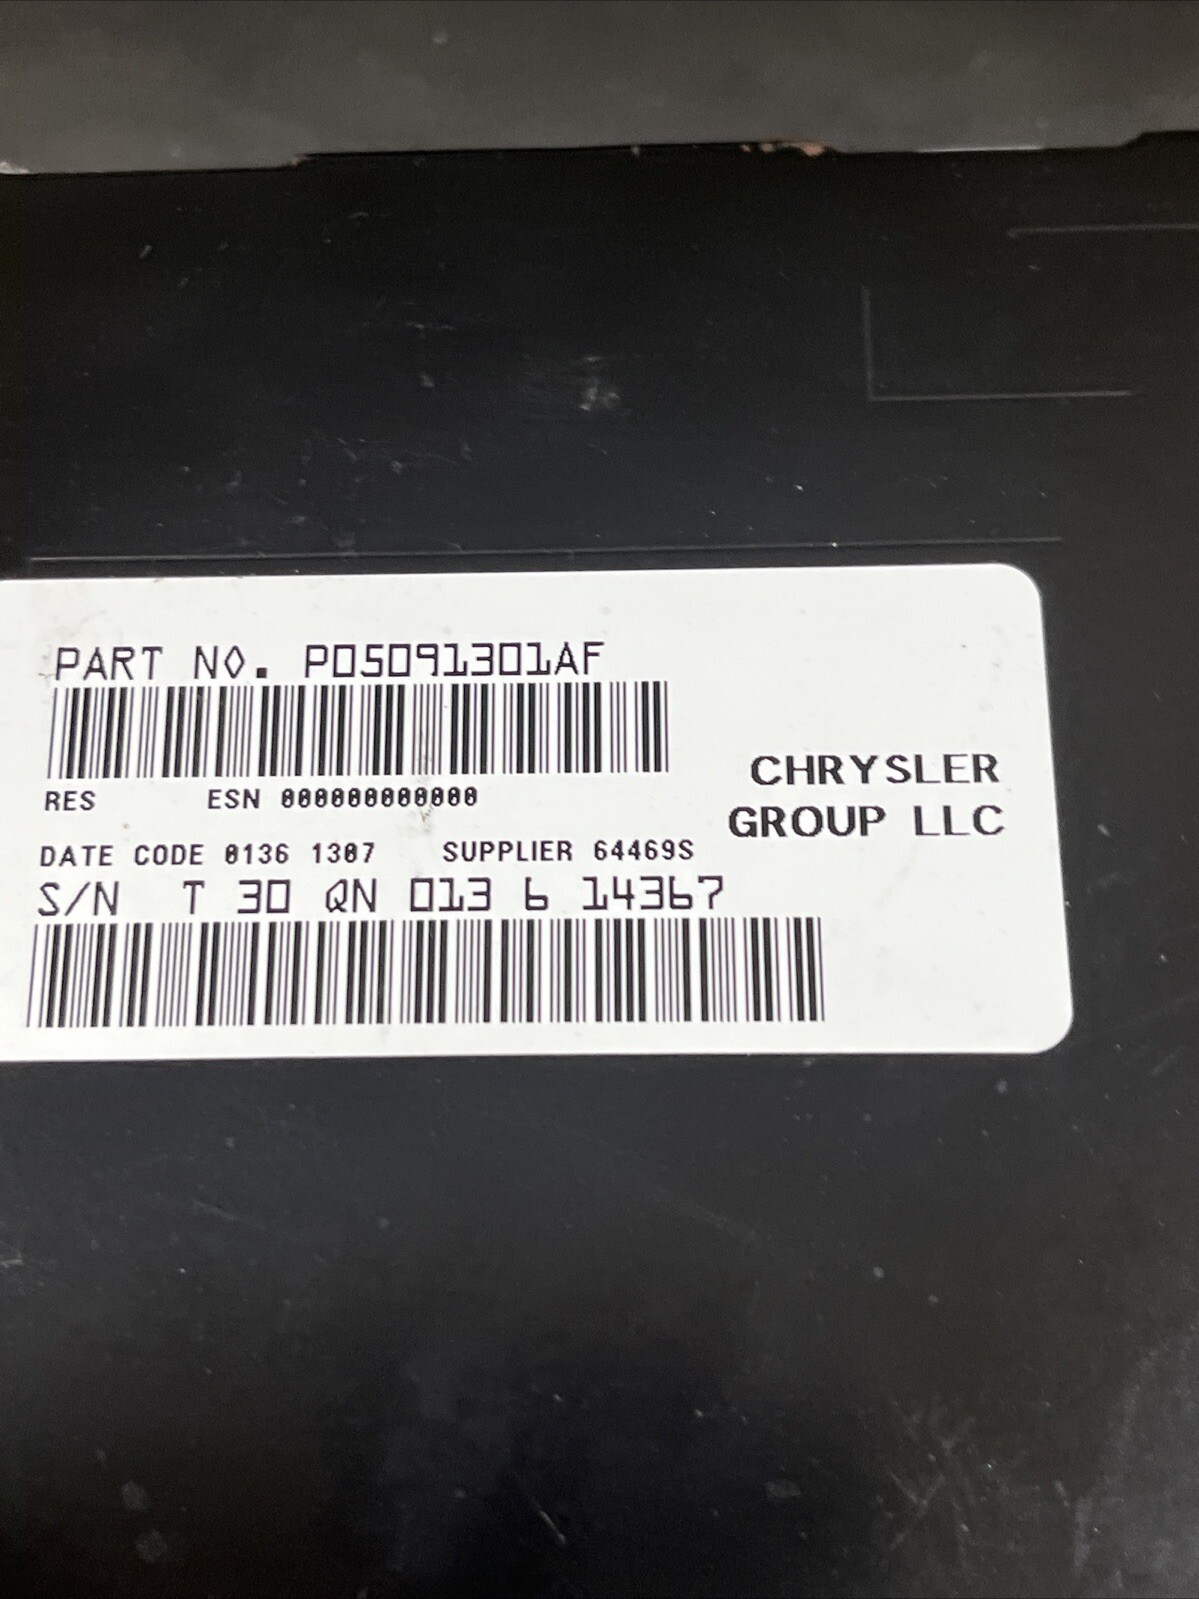 PART NO. P05091301AF
RES ESN 000000000000
DATE CODE 0136 1307 SUPPLIER 64469S
S/N T 30 QN 013 6 14367
CHRYSLER
GROUP LLC